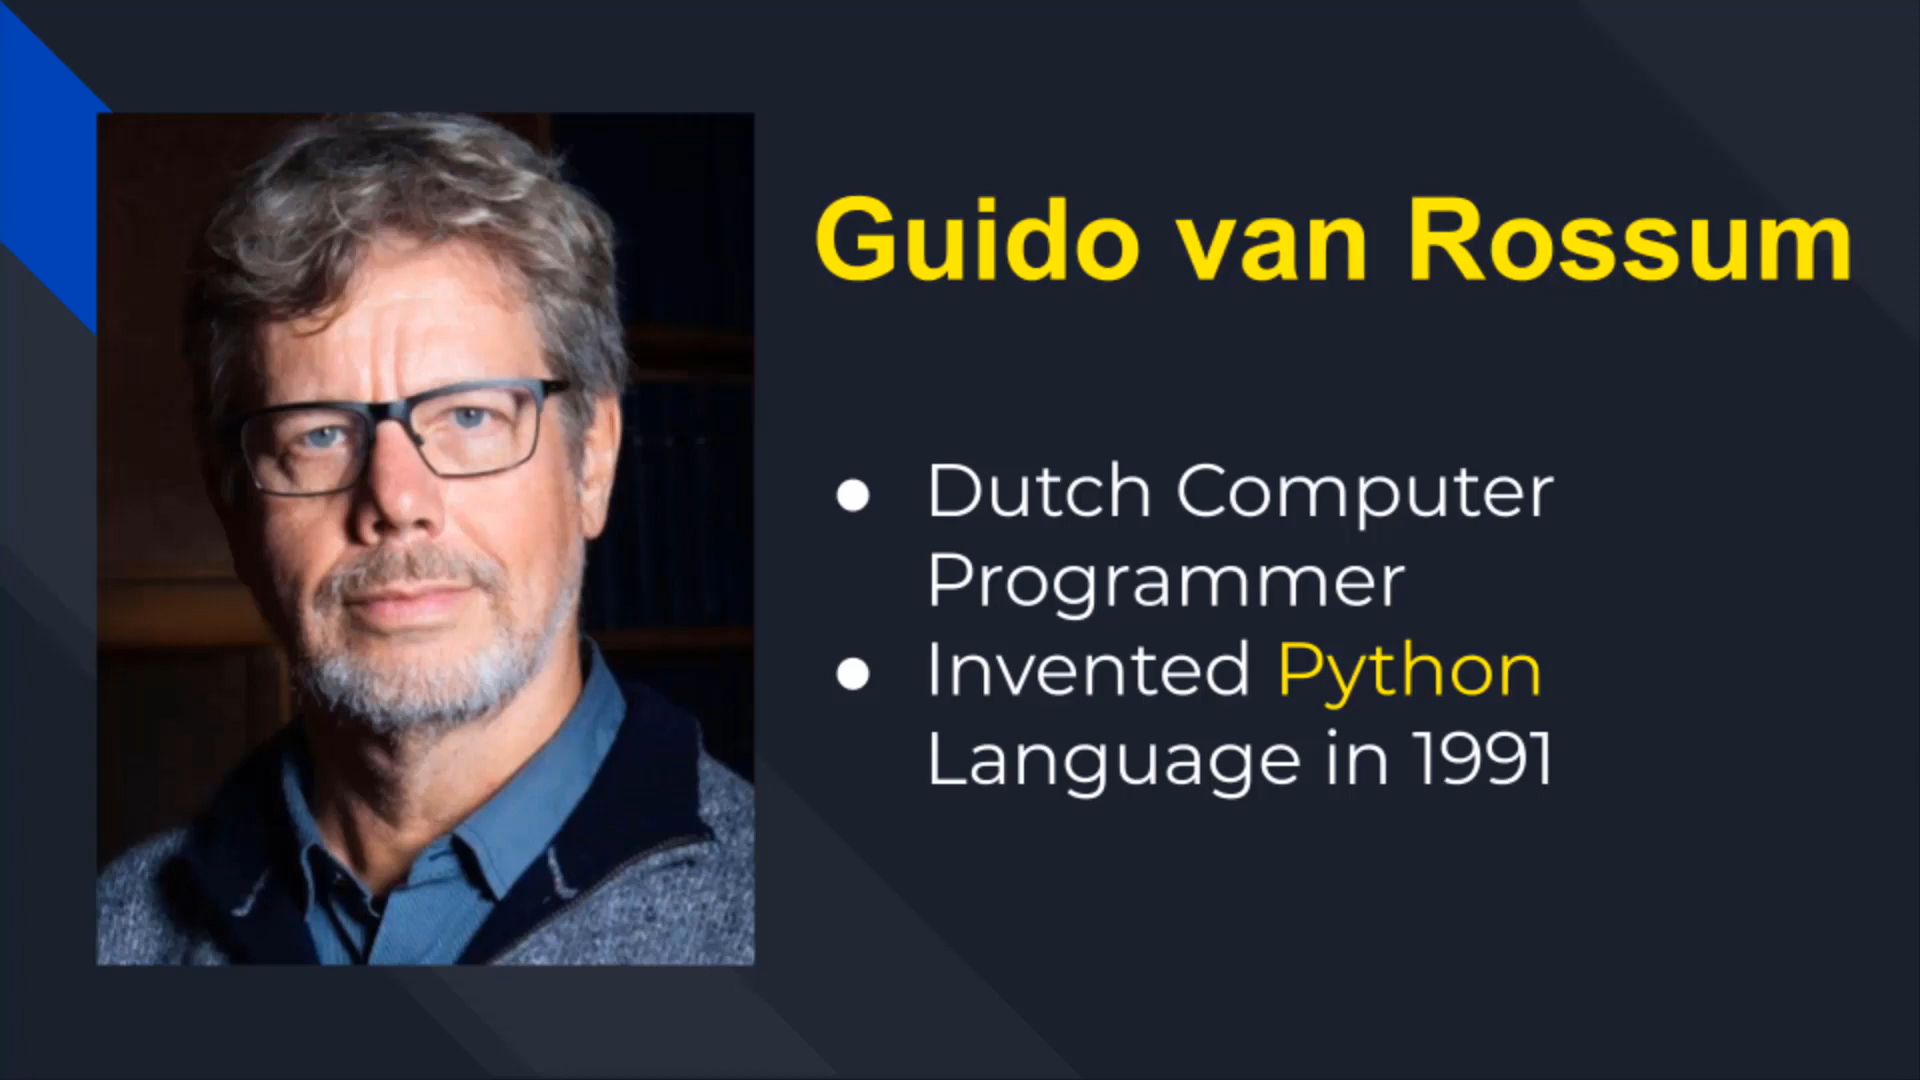 Guido van Rossum
● Dutch Computer
Programmer
● Invented Python
Language in 1991